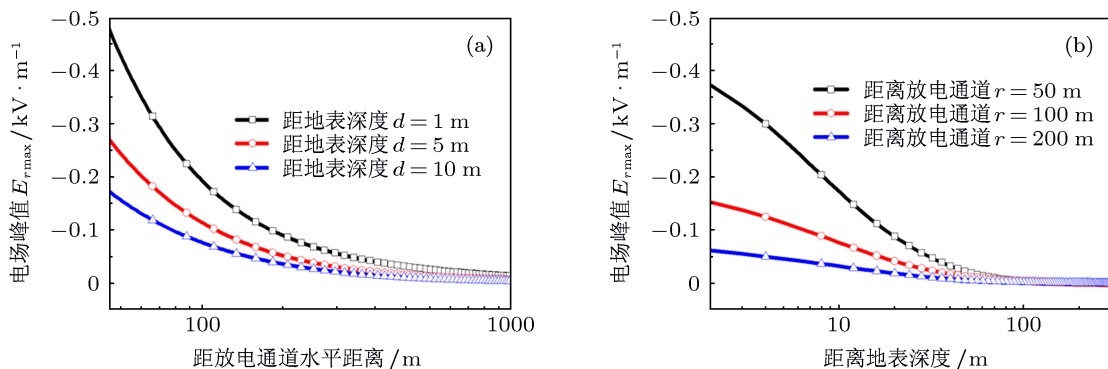 −0.5
−0.4
−0.3
−0.2
−0.1
0
电场峰值 E_{rmax}/kV·m⁻¹
(a)
距地表深度 d = 1 m
距地表深度 d = 5 m
距地表深度 d = 10 m
100
1000
距放电通道水平距离 /m
−0.5
−0.4
−0.3
−0.2
−0.1
0
电场峰值 E_{rmax}/kV·m⁻¹
(b)
距离放电通道 r = 50 m
距离放电通道 r = 100 m
距离放电通道 r = 200 m
10
100
距离地表深度 /m